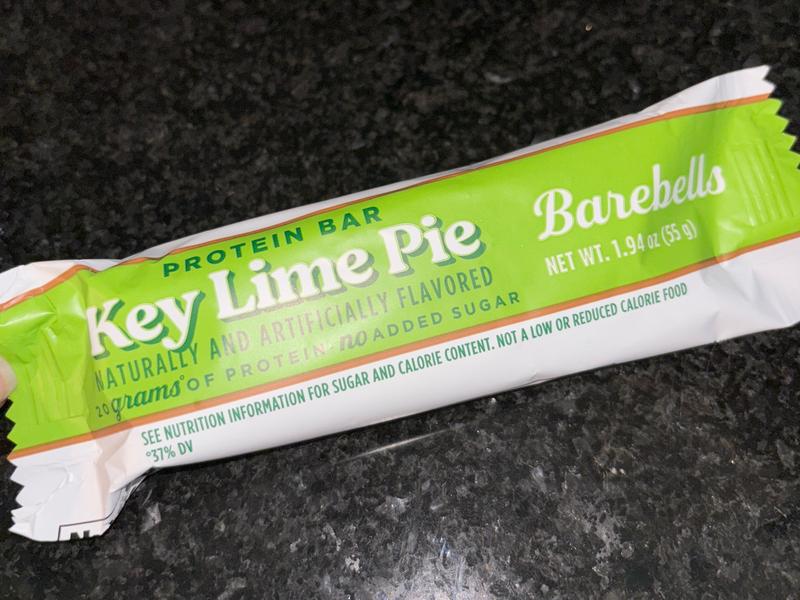 PROTEIN BAR
Key Lime Pie
NATURALLY AND ARTIFICIALLY FLAVORED
20 grams° OF PROTEIN no ADDED SUGAR
Barebells
NET WT. 1.94 oz (55 g)
SEE NUTRITION INFORMATION FOR SUGAR AND CALORIE CONTENT. NOT A LOW OR REDUCED CALORIE FOOD
°37% DV